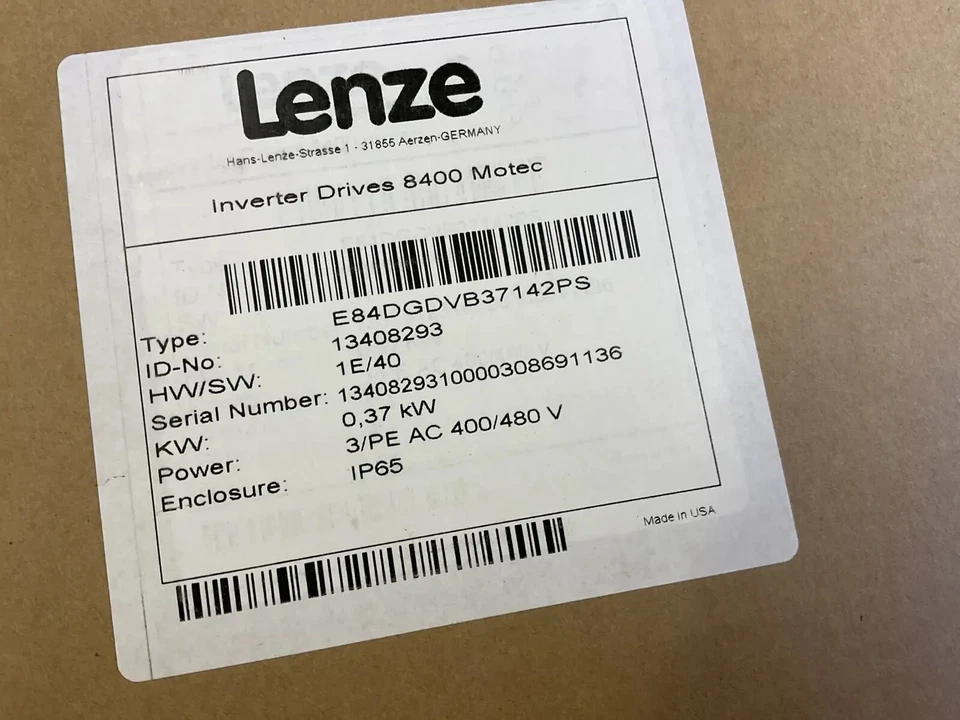 Lenze
Hans-Lenze-Strasse 1 - 31855 Aerzen-GERMANY
Inverter Drives 8400 Motec
Type: E84DGDVB37142PS
ID-No: 13408293
HW/SW: 1E/40
Serial Number: 1340829310000308691136
KW: 0,37 kW
Power: 3/PE AC 400/480 V
Enclosure: IP65
Made in USA